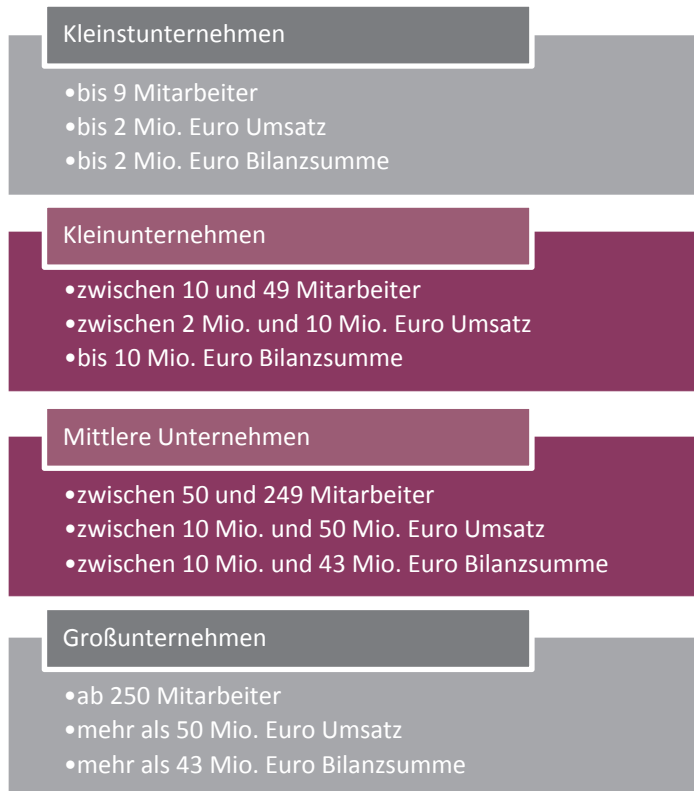 Kleinstunternehmen
•bis 9 Mitarbeiter
•bis 2 Mio. Euro Umsatz
•bis 2 Mio. Euro Bilanzsumme
Kleinunternehmen
•zwischen 10 und 49 Mitarbeiter
•zwischen 2 Mio. und 10 Mio. Euro Umsatz
•bis 10 Mio. Euro Bilanzsumme
Mittlere Unternehmen
•zwischen 50 und 249 Mitarbeiter
•zwischen 10 Mio. und 50 Mio. Euro Umsatz
•zwischen 10 Mio. und 43 Mio. Euro Bilanzsumme
Großunternehmen
•ab 250 Mitarbeiter
•mehr als 50 Mio. Euro Umsatz
•mehr als 43 Mio. Euro Bilanzsumme